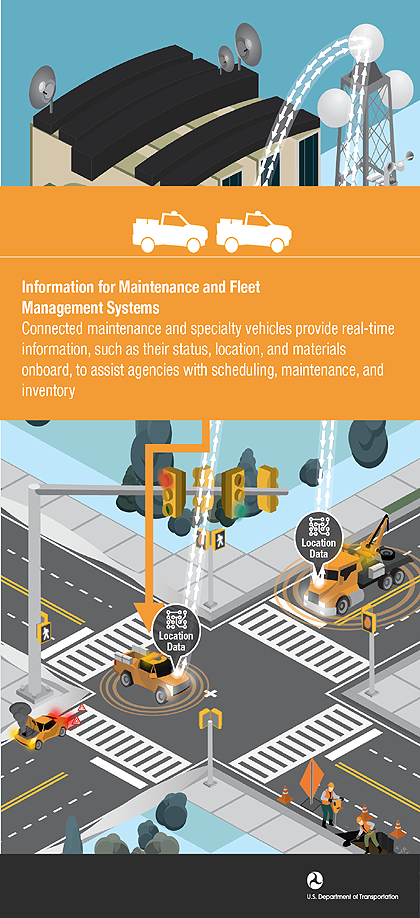 Information for Maintenance and Fleet
Management Systems
Connected maintenance and specialty vehicles provide real-time
information, such as their status, location, and materials
onboard, to assist agencies with scheduling, maintenance, and
inventory
Location
Data
Location
Data
U.S. Department of Transportation